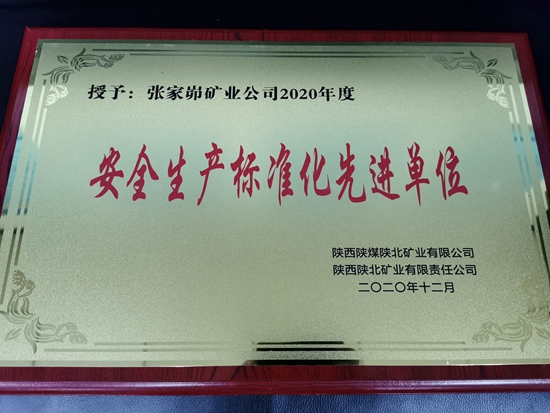 授予：张家峁矿业公司2020年度
安全生产标准化先进单位
陕西陕煤陕北矿业有限公司
陕西陕北矿业有限责任公司
二〇二〇年十二月